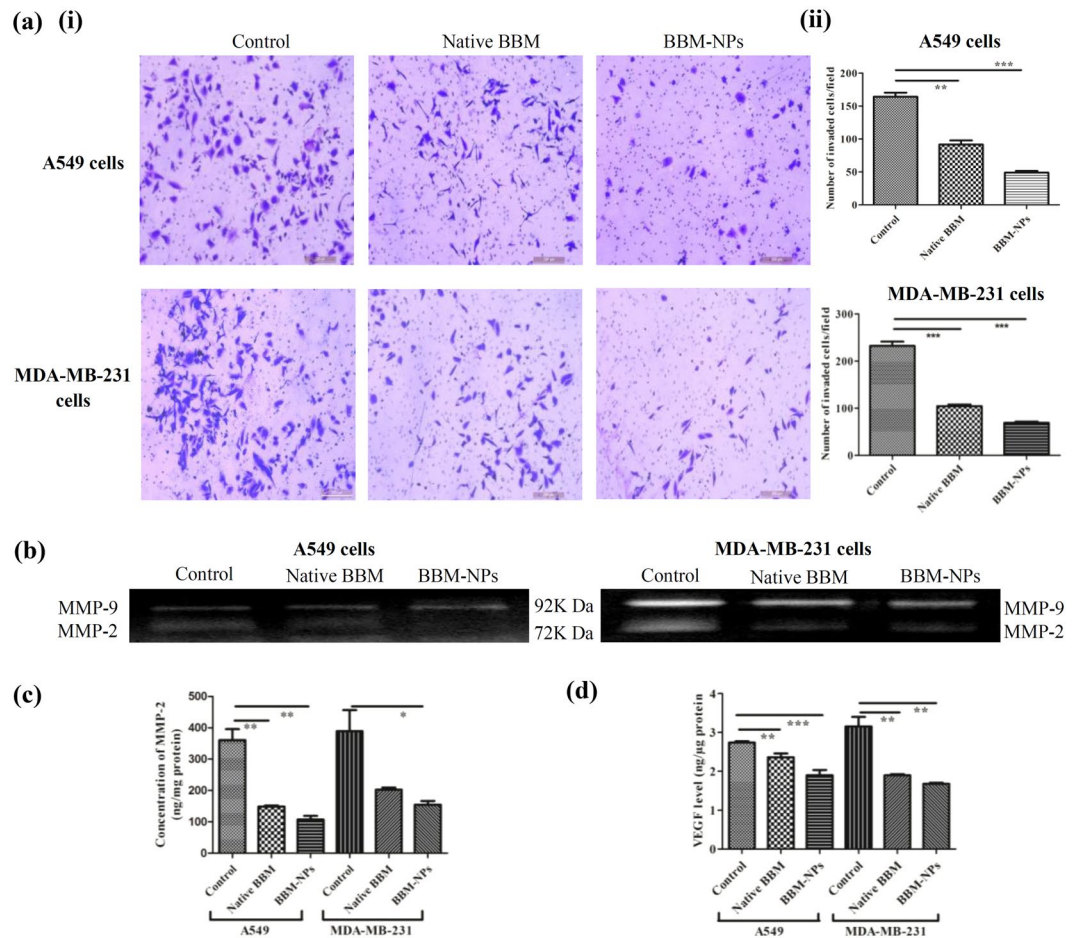 (a) (i)
Control
Native BBM
BBM-NPs
A549 cells
MDA-MB-231
cells
(ii)
A549 cells
Number of invaded cells/field
200
150
100
50
0
***
**
Control
Native BBM
BBM-NPs
MDA-MB-231 cells
Number of invaded cells/field
300
200
100
0
***
***
Control
Native BBM
BBM-NPs
(b)
A549 cells
Control
Native BBM
BBM-NPs
MMP-9
MMP-2
92K Da
72K Da
MDA-MB-231 cells
Control
Native BBM
BBM-NPs
MMP-9
MMP-2
(c)
Concentration of MMP-2
(ng/mg protein)
500
400
300
200
100
0
**
**
*
Control
Native BBM
BBM-NPs
Control
Native BBM
BBM-NPs
A549
MDA-MB-231
(d)
VEGF level (ng/µg protein)
4
3
2
1
0
***
**
**
**
Control
Native BBM
BBM-NPs
Control
Native BBM
BBM-NPs
A549
MDA-MB-231